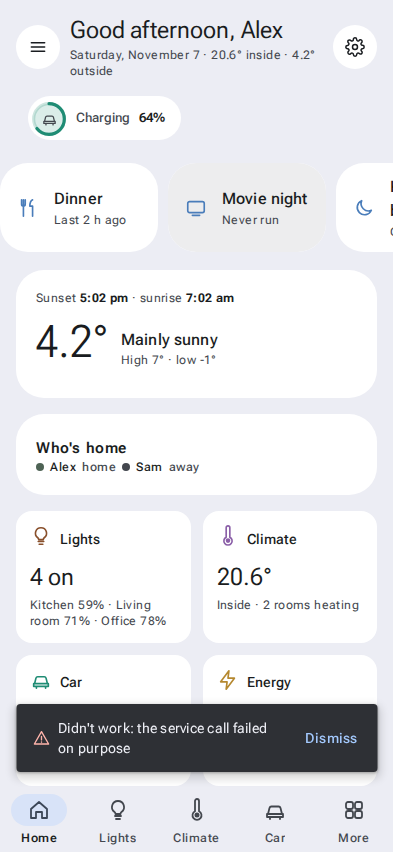 Good afternoon, Alex
Saturday, November 7 · 20.6° inside · 4.2°
outside
Charging 64%
Dinner
Last 2 h ago
Movie night
Never run
Sunset 5:02 pm · sunrise 7:02 am
4.2°
Mainly sunny
High 7° · low -1°
Who's home
Alex home Sam away
Lights
4 on
Kitchen 59% · Living
room 71% · Office 78%
Climate
20.6°
Inside · 2 rooms heating
Car
Energy
Didn't work: the service call failed
on purpose
Dismiss
Home
Lights
Climate
Car
More